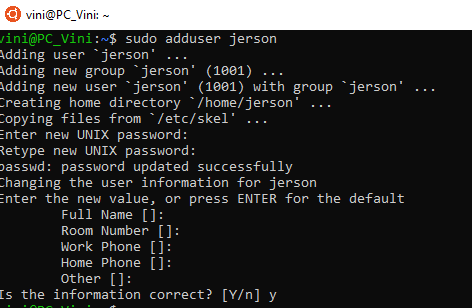 vini@PC_Vini: ~
vini@PC_Vini:~$ sudo adduser jerson
Adding user `jerson' ...
Adding new group `jerson' (1001) ...
Adding new user `jerson' (1001) with group `jerson' ...
Creating home directory `/home/jerson' ...
Copying files from `/etc/skel' ...
Enter new UNIX password:
Retype new UNIX password:
passwd: password updated successfully
Changing the user information for jerson
Enter the new value, or press ENTER for the default
Full Name []:
Room Number []:
Work Phone []:
Home Phone []:
Other []:
Is the information correct? [Y/n] y
vini@PC_Vini:~$